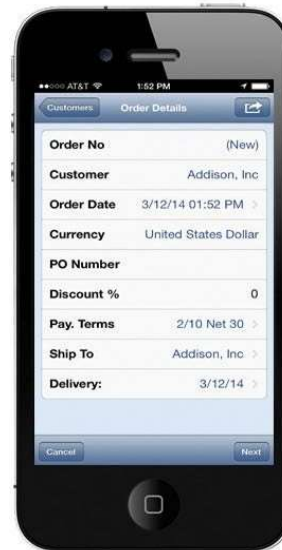 ●●○○○ AT&T 1:52 PM
Customers Order Details
Order No (New)
Customer Addison, Inc
Order Date 3/12/14 01:52 PM >
Currency United States Dollar
PO Number
Discount % 0
Pay. Terms 2/10 Net 30 >
Ship To Addison, Inc >
Delivery: 3/12/14 >
Cancel Next